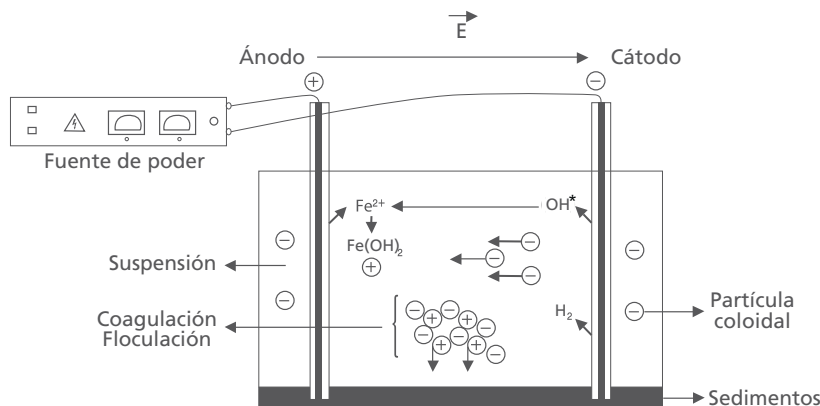 E
Ánodo
Cátodo
+
−
Fuente de poder
Fe²⁺
OH*
Fe(OH)₂
+
−
−
−
−
−
−
−
Suspensión
Coagulación
Floculación
H₂
Partícula
coloidal
− + − + − − + − + − −
Sedimentos